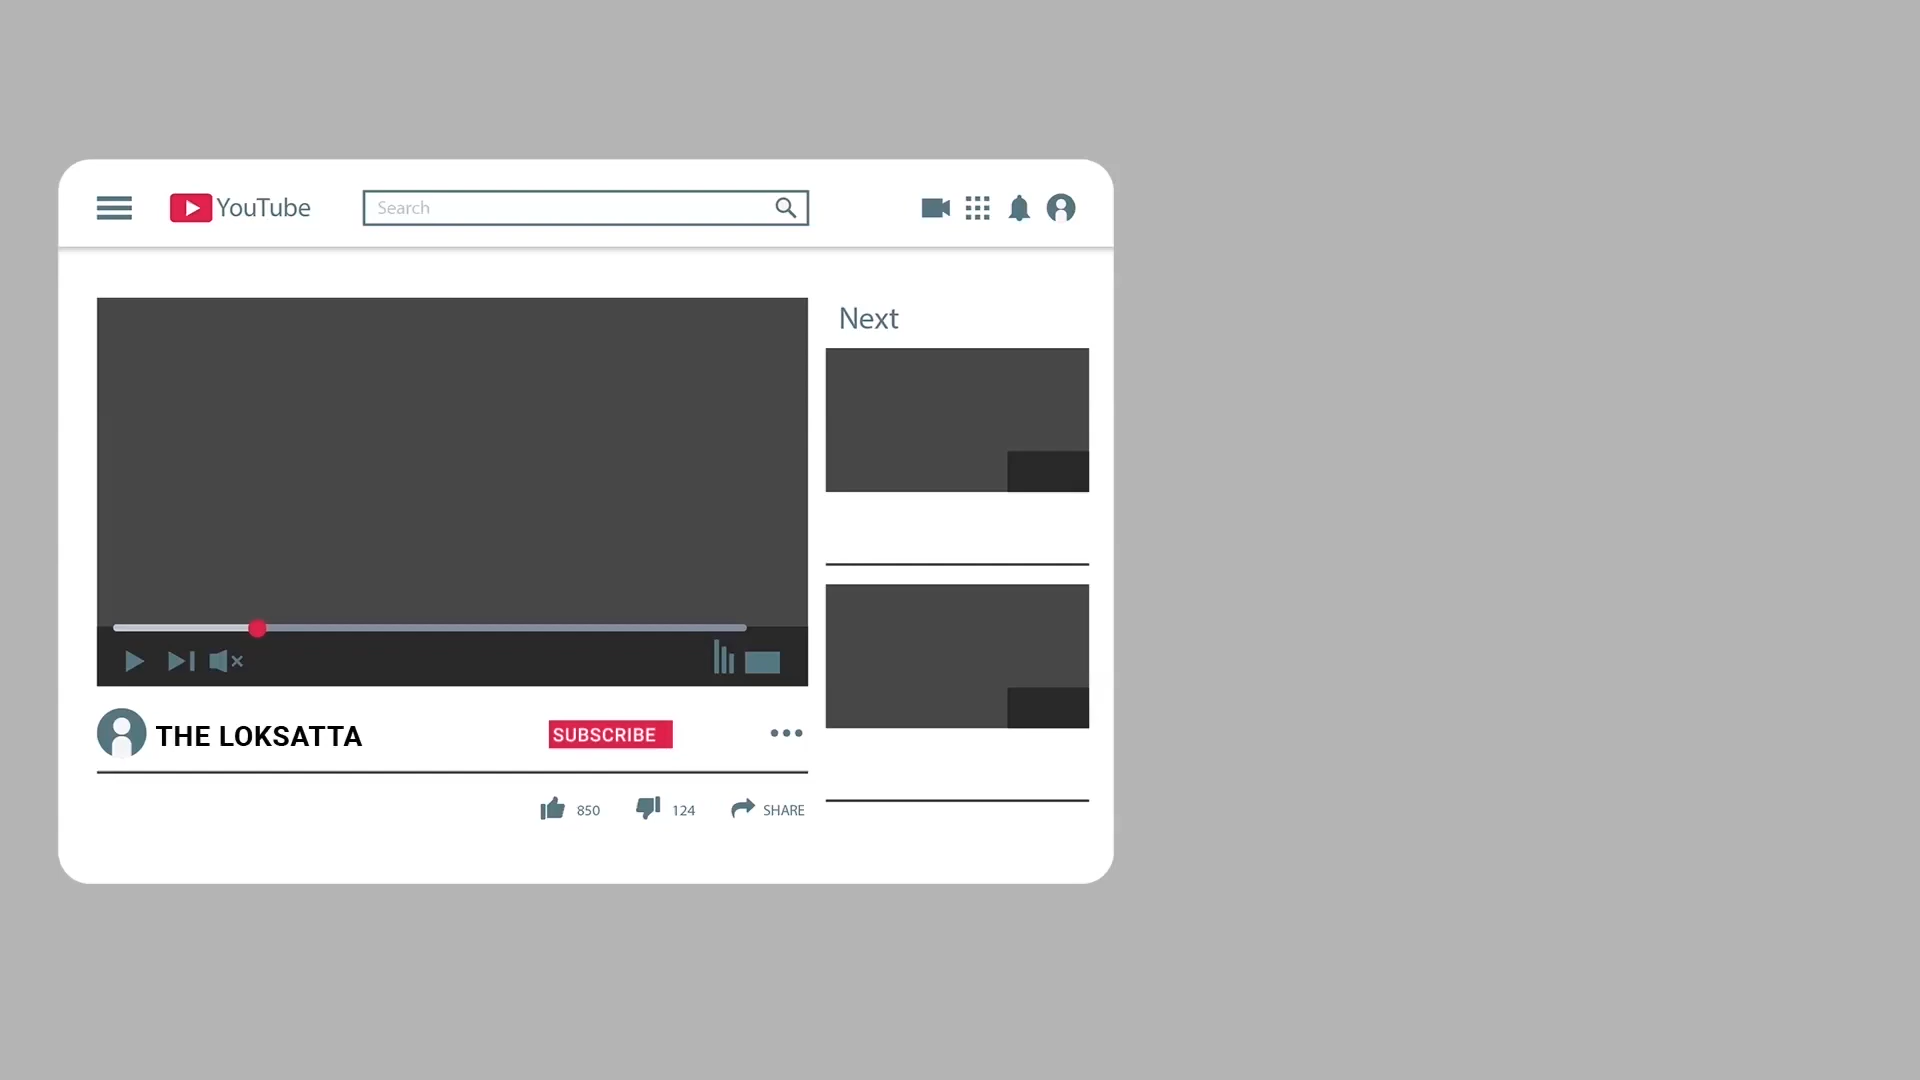 YouTube
Search
Next
THE LOKSATTA
SUBSCRIBE
850
124
SHARE